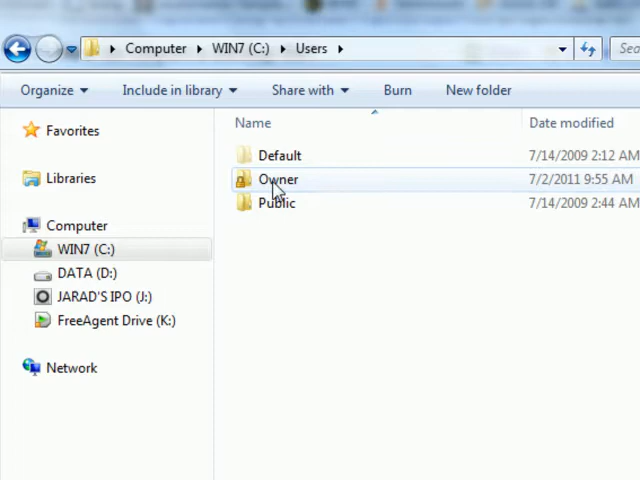 Computer WIN7 (C:) Users Sea
Organize Include in library Share with Burn New folder
Name Date modified
Favorites
Libraries
Computer
WIN7 (C:)
DATA (D:)
JARAD'S IPO (J:)
FreeAgent Drive (K:)
Network
Default 7/14/2009 2:12 AM
Owner 7/2/2011 9:55 AM
Public 7/14/2009 2:44 AM